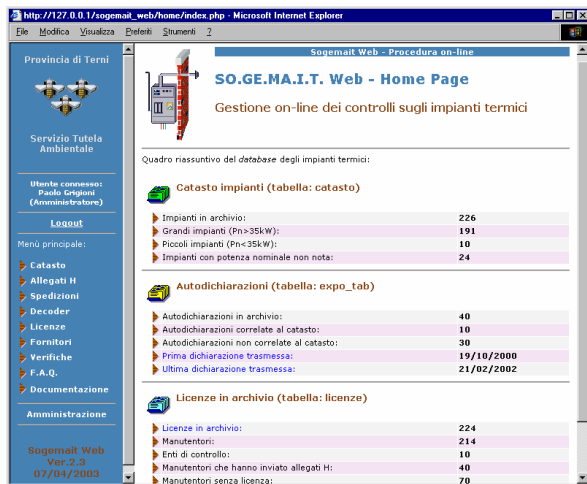 http://127.0.0.1/sogemait_web/home/index.php - Microsoft Internet Explorer
File Modifica Visualizza Preferiti Strumenti ?
Provincia di Terni
Servizio Tutela
Ambientale
Utente connesso:
Paolo Grigioni
(Amministratore)
Logout
Menù principale:
Catasto
Allegati H
Spedizioni
Decoder
Licenze
Fornitori
Verifiche
F.A.Q.
Documentazione
Amministrazione
Sogemait Web
Ver.2.3
07/04/2003
Sogemait Web - Procedura on-line
SO.GE.MA.I.T. Web - Home Page
Gestione on-line dei controlli sugli impianti termici
Quadro riassuntivo del database degli impianti termici:
Catasto impianti (tabella: catasto)
Impianti in archivio: 226
Grandi impianti (Pn>35kW): 191
Piccoli impianti (Pn<35kW): 10
Impianti con potenza nominale non nota: 24
Autodichiarazioni (tabella: expo_tab)
Autodichiarazioni in archivio: 40
Autodichiarazioni correlate al catasto: 10
Autodichiarazioni non correlate al catasto: 30
Prima dichiarazione trasmessa: 19/10/2000
Ultima dichiarazione trasmessa: 21/02/2002
Licenze in archivio (tabella: licenze)
Licenze in archivio: 224
Manutentori: 214
Enti di controllo: 10
Manutentori che hanno inviato allegati H: 40
Manutentori senza licenza: 70